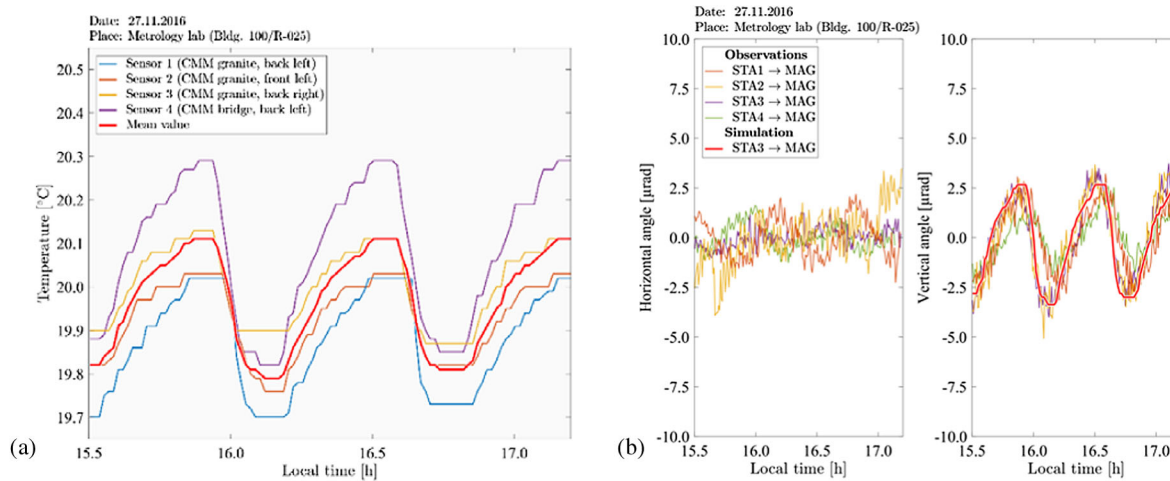 Date: 27.11.2016
Place: Metrology lab (Bldg. 100/R-025)
Sensor 1 (CMM granite, back left)
Sensor 2 (CMM granite, front left)
Sensor 3 (CMM granite, back right)
Sensor 4 (CMM bridge, back left)
Mean value
20.5
20.4
20.3
20.2
20.1
20.0
19.9
19.8
19.7
Temperature [°C]
15.5
16.0
16.5
17.0
Local time [h]
(a)
Date: 27.11.2016
Place: Metrology lab (Bldg. 100/R-025)
Observations
STA1 → MAG
STA2 → MAG
STA3 → MAG
STA4 → MAG
Simulation
STA3 → MAG
10.0
7.5
5.0
2.5
0.0
-2.5
-5.0
-7.5
-10.0
Horizontal angle [µrad]
15.5
16.0
16.5
17.0
Local time [h]
10.0
7.5
5.0
2.5
0.0
-2.5
-5.0
-7.5
-10.0
Vertical angle [µrad]
15.5
16.0
16.5
17.0
Local time [h]
(b)